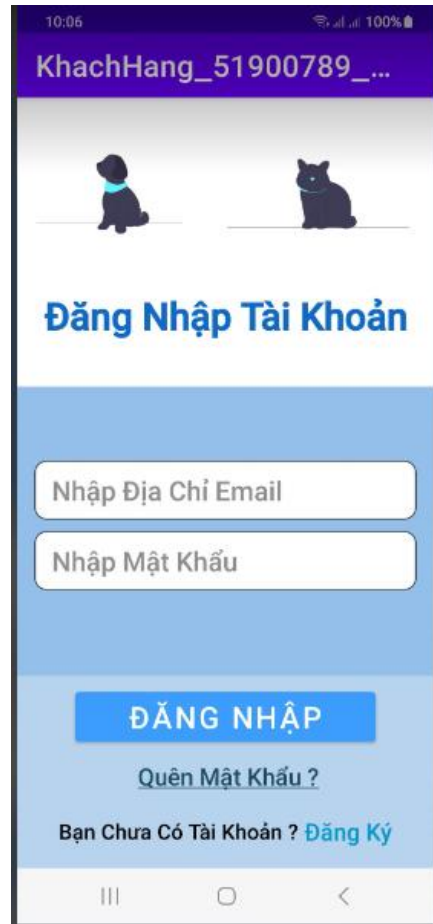 10:06 100%
KhachHang_51900789_...
Đăng Nhập Tài Khoản
Nhập Địa Chỉ Email
Nhập Mật Khẩu
ĐĂNG NHẬP
Quên Mật Khẩu ?
Bạn Chưa Có Tài Khoản ? Đăng Ký